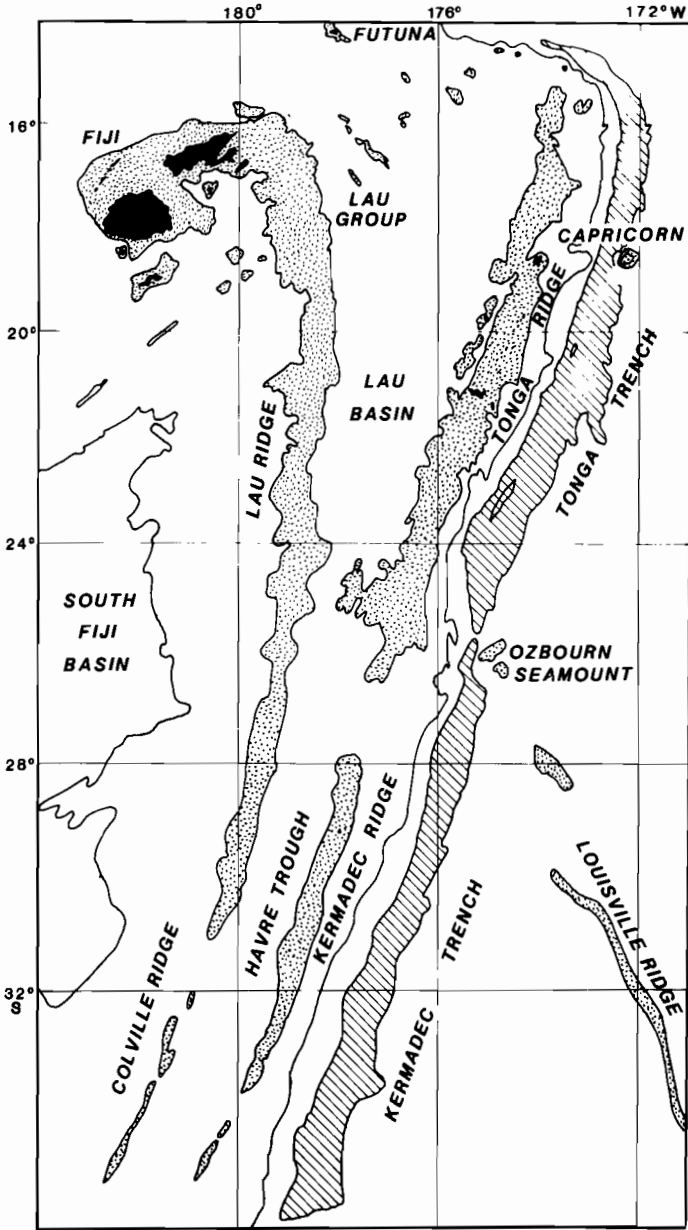 180°
176°
172°W
FUTUNA
16°
FIJI
LAU
GROUP
CAPRICORN
20°
LAU
BASIN
TONGA
RIDGE
TONGA
TRENCH
LAU RIDGE
24°
SOUTH
FIJI
BASIN
OZBOURN
SEAMOUNT
28°
HAVRE TROUGH
KERMADEC RIDGE
LOUISVILLE RIDGE
KERMADEC
TRENCH
COLVILLE RIDGE
32°
S